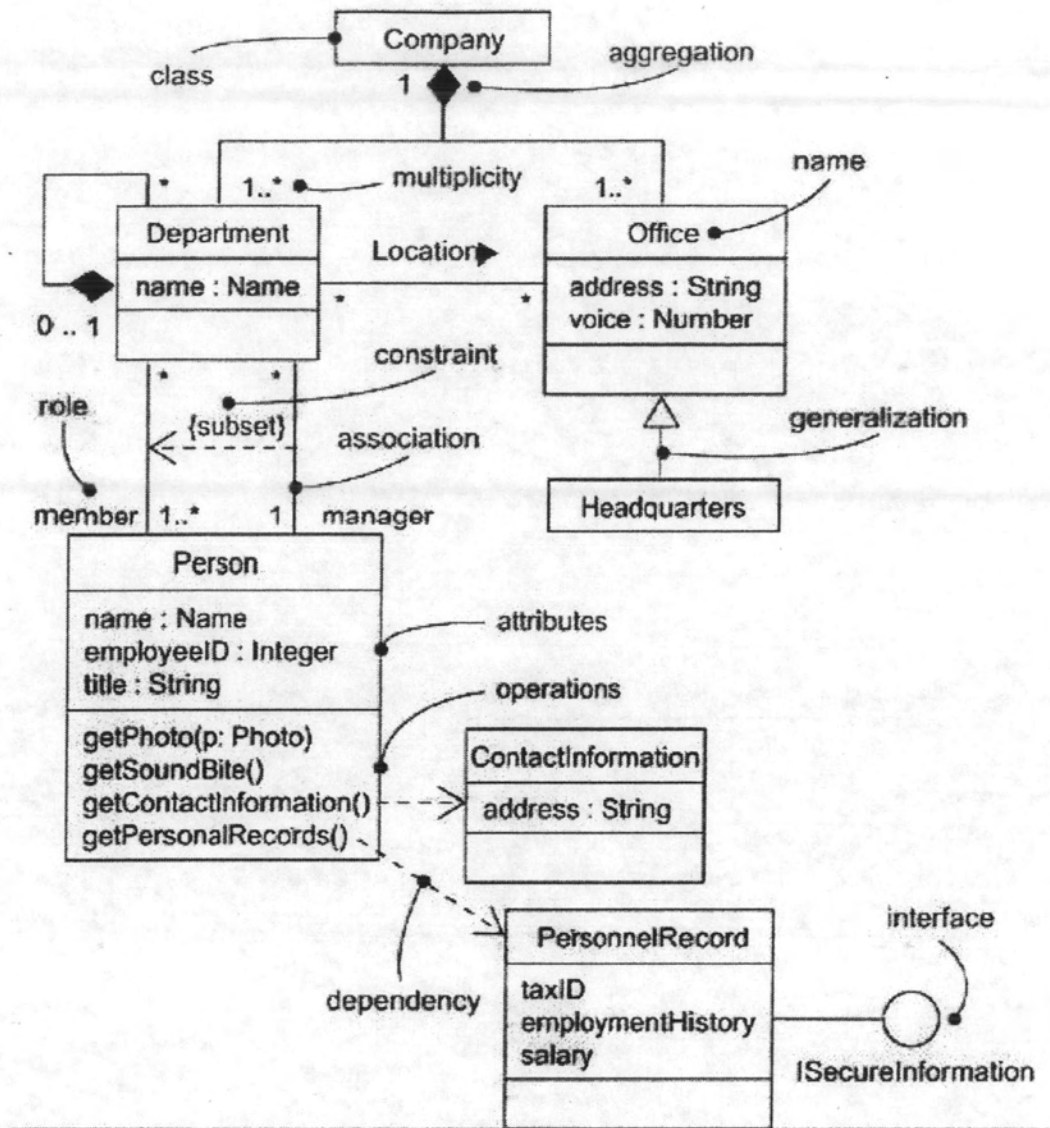 Company
class
aggregation
1
name
multiplicity
*
1..*
1..*
Department
Office
Location
name : Name
address : String
voice : Number
*
*
0 .. 1
constraint
*
*
role
{subset}
association
generalization
member
1..*
1
manager
Headquarters
Person
name : Name
employeeID : Integer
title : String
attributes
operations
getPhoto(p: Photo)
getSoundBite()
getContactInformation()
getPersonalRecords()
ContactInformation
address : String
PersonnelRecord
interface
dependency
taxID
employmentHistory
salary
ISecureInformation